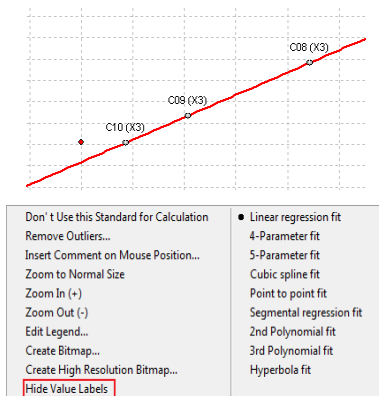 C08 (X3)
C09 (X3)
C10 (X3)
Don't Use this Standard for Calculation
Remove Outliers...
Insert Comment on Mouse Position...
Zoom to Normal Size
Zoom In (+)
Zoom Out (-)
Edit Legend...
Create Bitmap...
Create High Resolution Bitmap...
Hide Value Labels
Linear regression fit
4-Parameter fit
5-Parameter fit
Cubic spline fit
Point to point fit
Segmental regression fit
2nd Polynomial fit
3rd Polynomial fit
Hyperbola fit